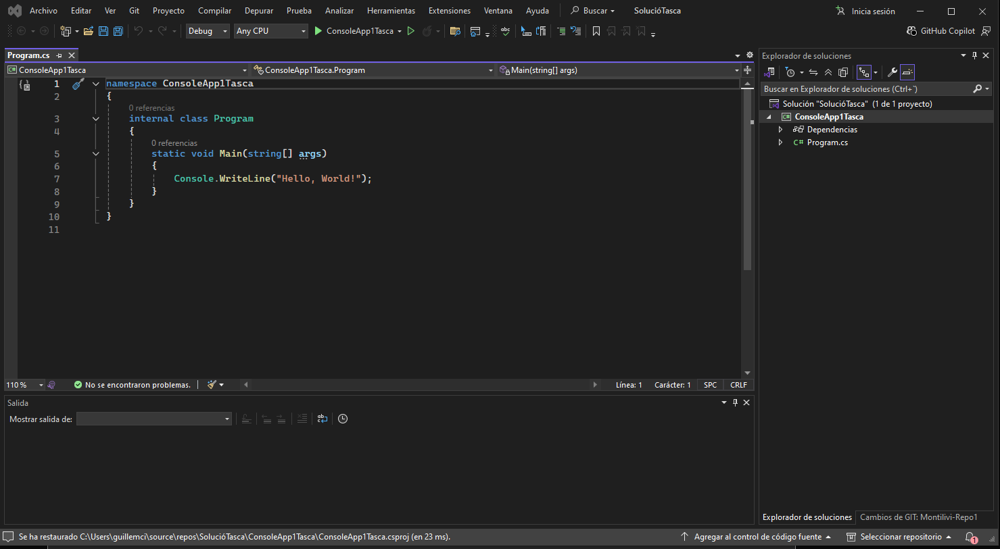 Archivo Editar Ver Git Proyecto Compilar Depurar Prueba Analizar Herramientas Extensiones Ventana Ayuda Buscar SolucióTasca Inicia sesión
Debug Any CPU ConsoleApp1Tasca abc GitHub Copilot
Program.cs
C# ConsoleApp1Tasca ConsoleApp1Tasca.Program Main(string[] args)
1 namespace ConsoleApp1Tasca
2 {
0 referencias
3 internal class Program
4 {
0 referencias
5 static void Main(string[] args)
6 {
7 Console.WriteLine("Hello, World!");
8 }
9 }
10 }
11
110 % No se encontraron problemas. Línea: 1 Carácter: 1 SPC CRLF
Salida
Mostrar salida de: ab
Explorador de soluciones
Buscar en Explorador de soluciones (Ctrl+`)
Solución "SolucióTasca" (1 de 1 proyecto)
C# ConsoleApp1Tasca
Dependencias
C# Program.cs
Explorador de soluciones Cambios de GIT: Montilivi-Repo1
Se ha restaurado C:\Users\guillemci\source\repos\SolucióTasca\ConsoleApp1Tasca\ConsoleApp1Tasca.csproj (en 23 ms). Agregar al control de código fuente Seleccionar repositorio 1